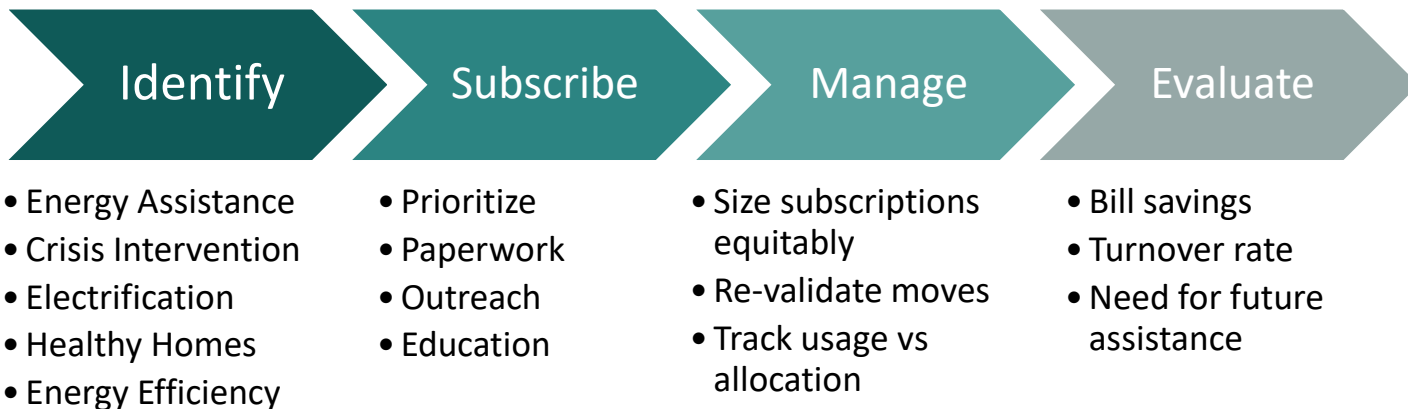 Identify
• Energy Assistance
• Crisis Intervention
• Electrification
• Healthy Homes
• Energy Efficiency
Subscribe
• Prioritize
• Paperwork
• Outreach
• Education
Manage
• Size subscriptions
equitably
• Re-validate moves
• Track usage vs
allocation
Evaluate
• Bill savings
• Turnover rate
• Need for future
assistance